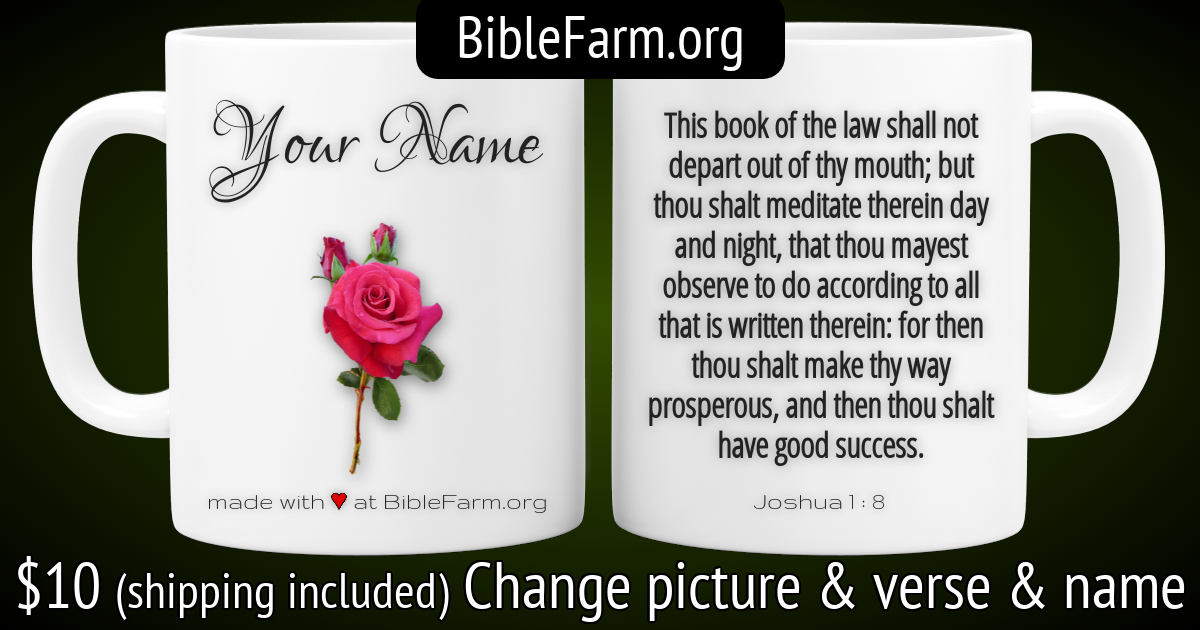 BibleFarm.org
Your Name
made with ♥ at BibleFarm.org
This book of the law shall not
depart out of thy mouth; but
thou shalt meditate therein day
and night, that thou mayest
observe to do according to all
that is written therein: for then
thou shalt make thy way
prosperous, and then thou shalt
have good success.
Joshua 1 : 8
$10 (shipping included) Change picture & verse & name